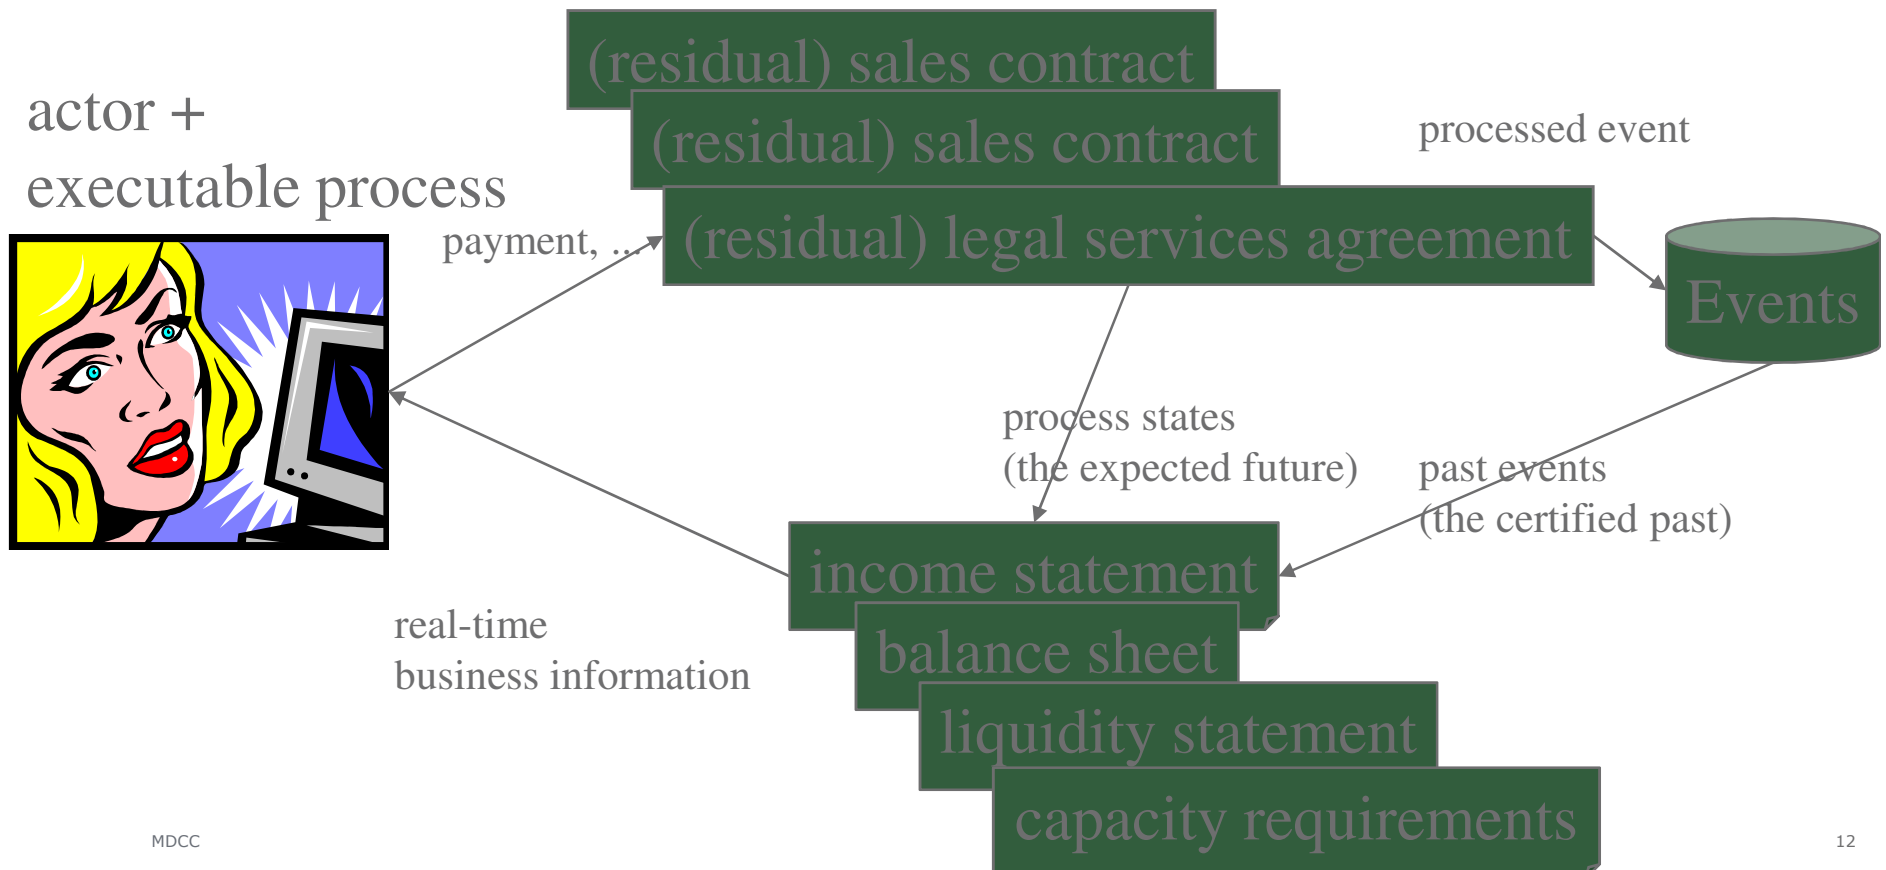 (residual) sales contract
actor +
executable process
(residual) sales contract
processed event
payment, ...
(residual) legal services agreement
Events
process states
(the expected future)
past events
(the certified past)
income statement
real-time
business information
balance sheet
liquidity statement
capacity requirements
MDCC
12